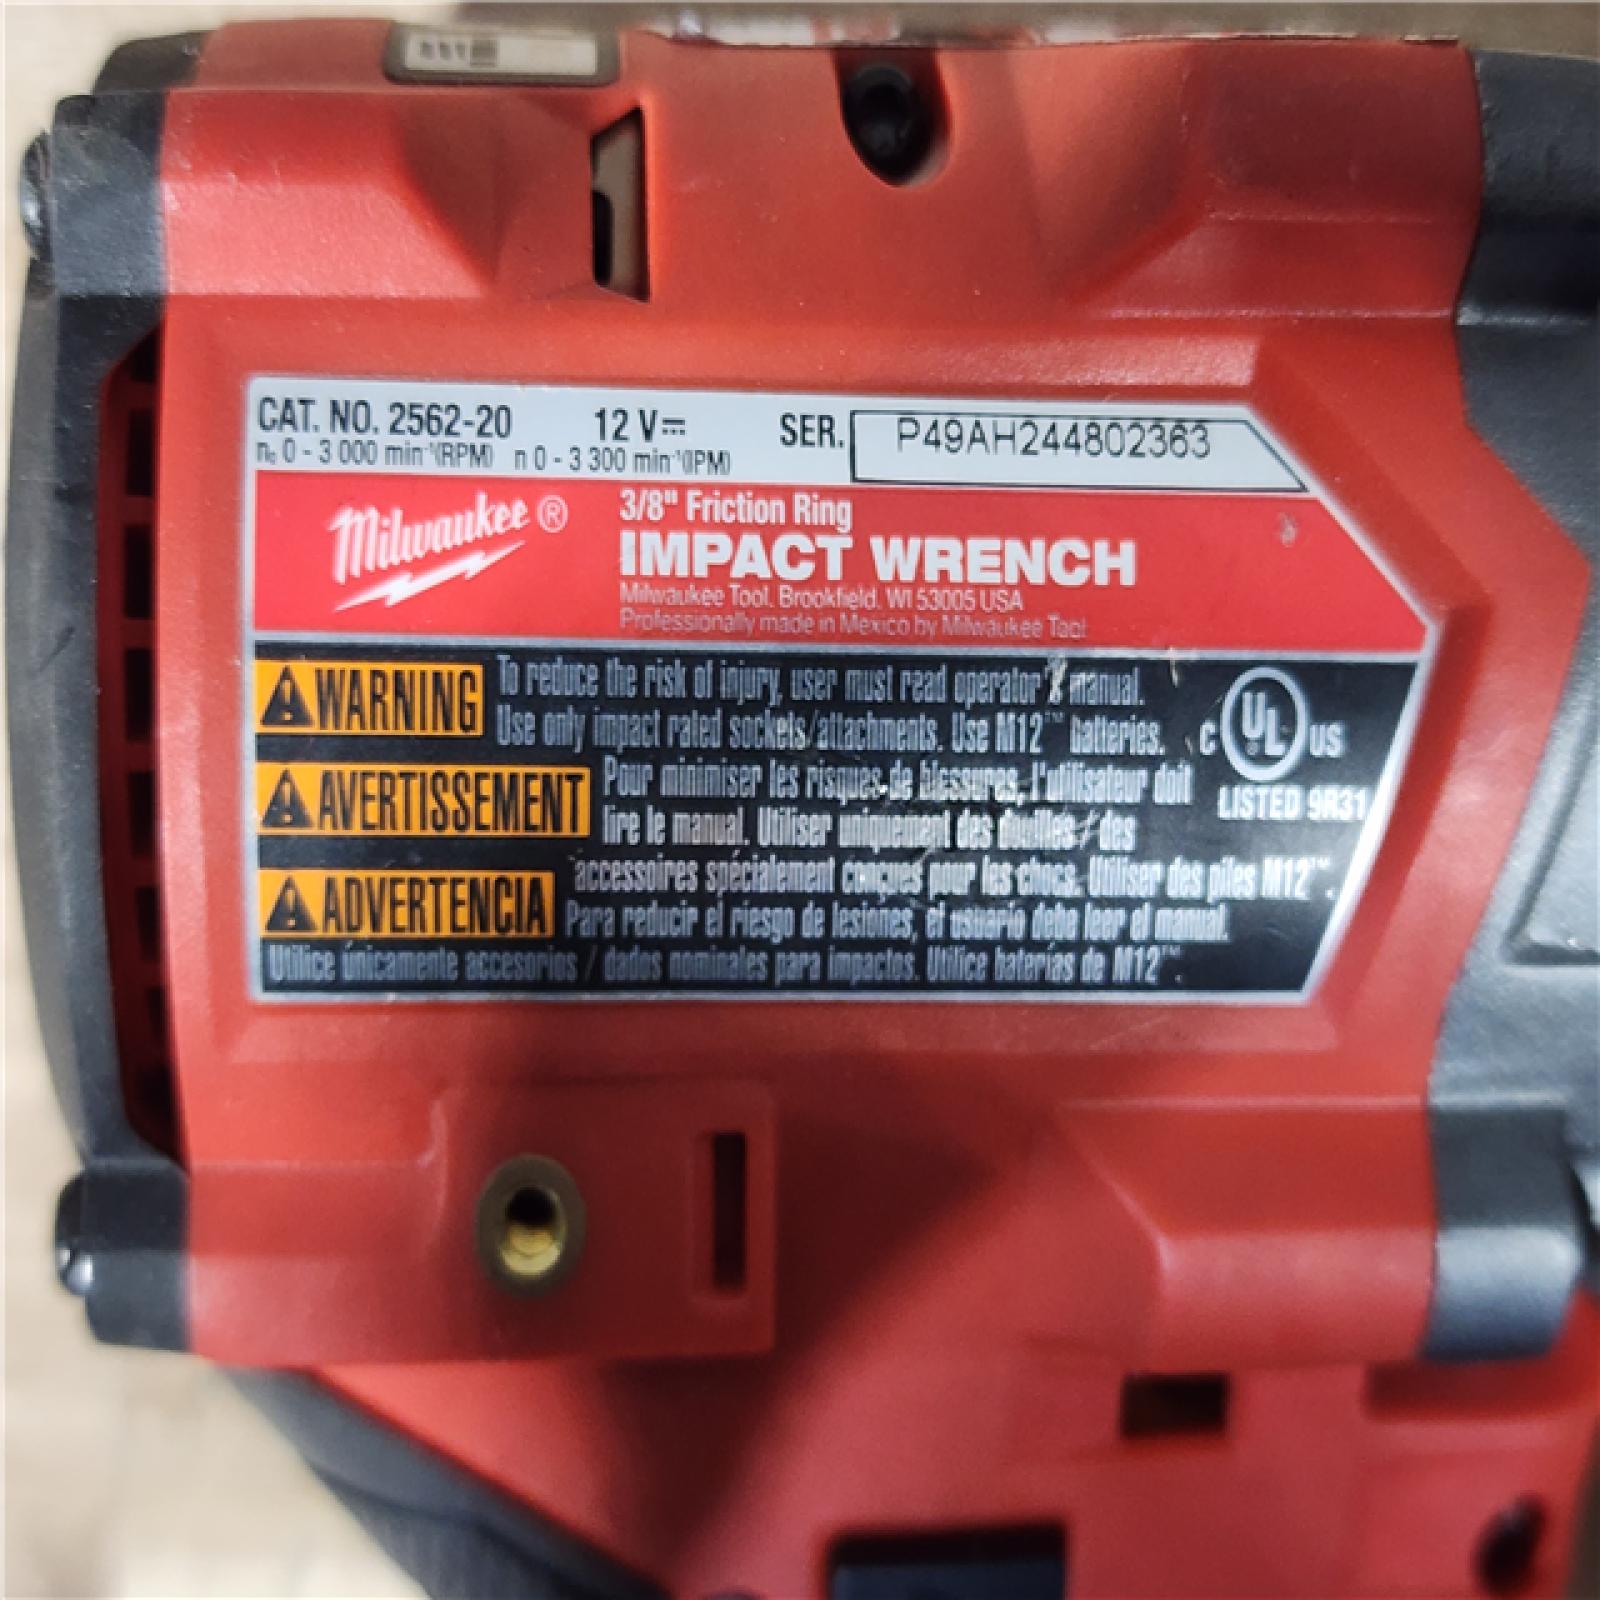 CAT. NO. 2562-20 12 V⎓ SER. P49AH244802363
n₀ 0 - 3 000 min⁻¹(RPM) n 0 - 3 300 min⁻¹(IPM)
Milwaukee®
3/8" Friction Ring
IMPACT WRENCH
Milwaukee Tool, Brookfield, WI 53005 USA
Professionally made in Mexico by Milwaukee Tool
WARNING To reduce the risk of injury, user must read operator's manual.
Use only impact rated sockets/attachments. Use M12™ batteries.
AVERTISSEMENT Pour minimiser les risques de blessures, l'utilisateur doit
lire le manual. Utiliser uniquement des douilles / des
accessoires spécialement conçues pour les chocs. Utiliser des piles M12™.
ADVERTENCIA Para reducir el riesgo de lesiones, el usuario debe leer el manual.
Utilice únicamente accesorios / dados nominales para impactos. Utilice baterías de M12™.
C UL US
LISTED 9R31